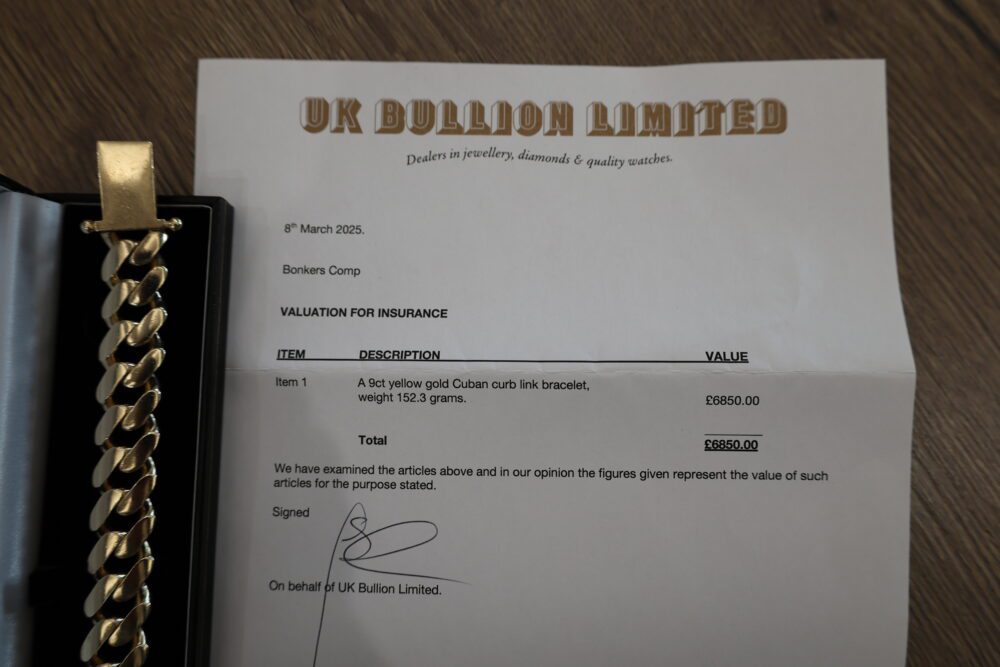 UK BULLION LIMITED
Dealers in jewellery, diamonds & quality watches.
8th March 2025.
Bonkers Comp
VALUATION FOR INSURANCE
ITEM DESCRIPTION VALUE
Item 1 A 9ct yellow gold Cuban curb link bracelet,
weight 152.3 grams. £6850.00
Total £6850.00
We have examined the articles above and in our opinion the figures given represent the value of such
articles for the purpose stated.
Signed
On behalf of UK Bullion Limited.